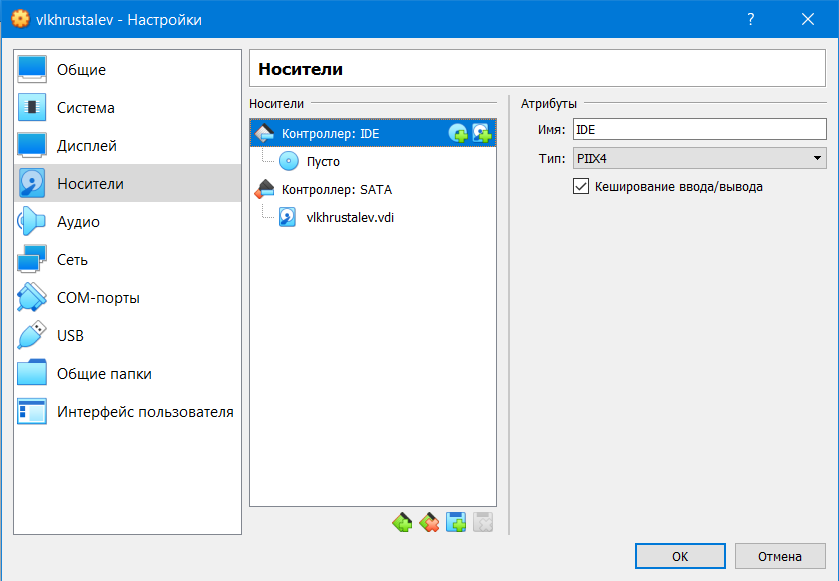 vlkhrustalev - Настройки
?
Общие
Система
Дисплей
Носители
Аудио
Сеть
COM-порты
USB
Общие папки
Интерфейс пользователя
Носители
Носители
Контроллер: IDE
Пусто
Контроллер: SATA
vlkhrustalev.vdi
Атрибуты
Имя: IDE
Тип: PIIX4
Кеширование ввода/вывода
OK Отмена